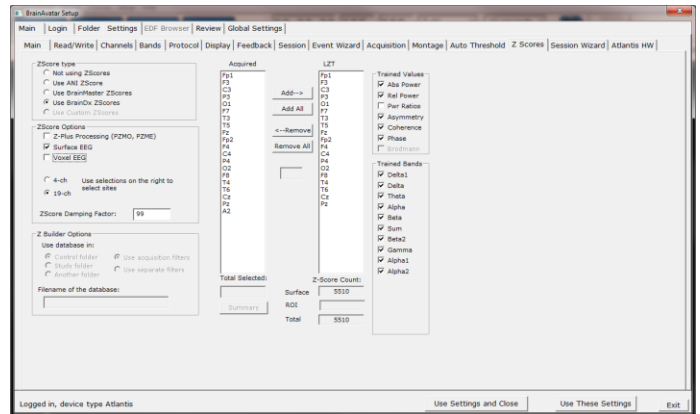 BrainAvatar Setup
Main Login Folder Settings EDF Browser Review Global Settings
Main Read/Write Channels Bands Protocol Display Feedback Session Event Wizard Acquisition Montage Auto Threshold Z Scores Session Wizard Atlantis HW
ZScore type
Not using ZScores
Use ANI ZScore
Use BrainMaster ZScores
Use BrainDx ZScores
Use Custom ZScores
ZScore Options
Z-Plus Processing (PZMO, PZME)
Surface EEG
Voxel EEG
4-ch
19-ch
Use selections on the right to
select sites
ZScore Damping Factor: 99
Z Builder Options
Use database in:
Control folder
Study folder
Another folder
Use acquisition filters
Use separate filters
Filename of the database:
Acquired
Fp1
F3
C3
P3
O1
F7
T3
T5
Fz
Fp2
F4
C4
P4
O2
F8
T4
T6
Cz
Pz
A2
Total Selected:
Summary
Add-->
Add All
<--Remove
Remove All
LZT
Fp1
F3
C3
P3
O1
F7
T3
T5
Fz
Fp2
F4
C4
P4
O2
F8
T4
T6
Cz
Pz
Z-Score Count:
Surface 5510
ROI
Total 5510
Trained Values
Abs Power
Rel Power
Pwr Ratios
Asymmetry
Coherence
Phase
Brodmann
Trained Bands
Delta1
Delta
Theta
Alpha
Beta
Sum
Beta2
Gamma
Alpha1
Alpha2
Logged in, device type Atlantis
Use Settings and Close
Use These Settings
Exit